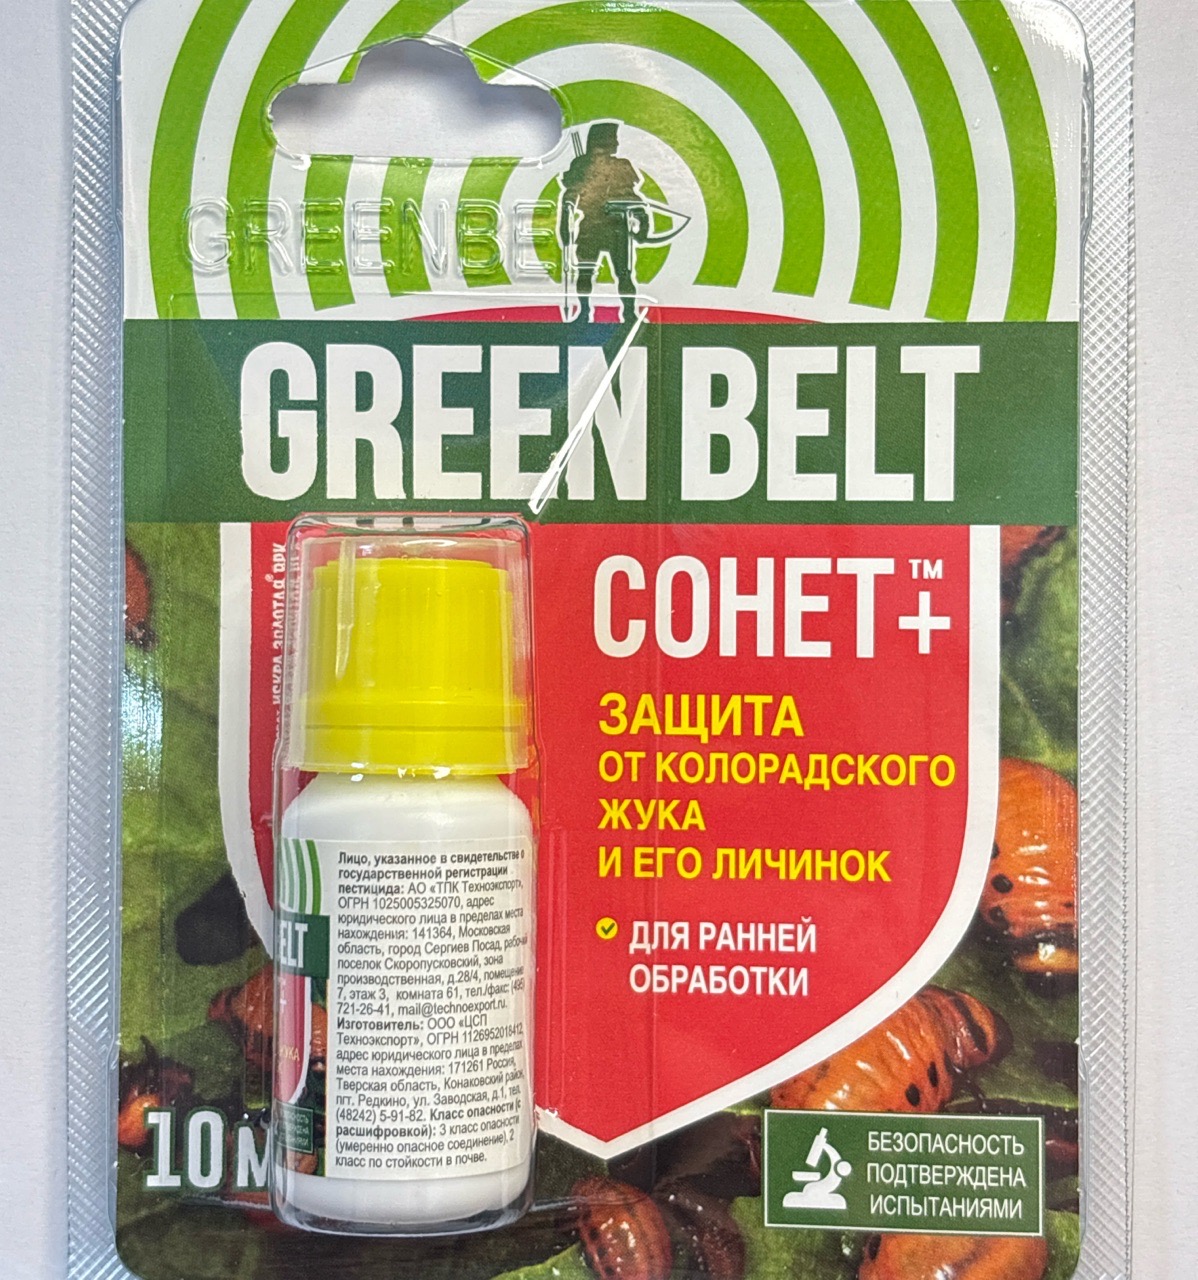 GREENBE
GREEN BELT
СОНЕТ™+
ЗАЩИТА
ОТ КОЛОРАДСКОГО
ЖУКА
И ЕГО ЛИЧИНОК
ДЛЯ РАННЕЙ
ОБРАБОТКИ
Лицо, указанное в свидетельстве о
государственной регистрации
пестицида: АО «ТПК Техноэкспорт»,
ОГРН 1025005325070, адрес
юридического лица в пределах места
нахождения: 141364, Московская
область, город Сергиев Посад, рабочий
поселок Скоропусковский, зона
производственная, д.28/4, помещение
7, этаж 3, комната 61, тел./факс: (495)
721-26-41, mail@technoexport.ru.
Изготовитель: ООО «ЦСП
Техноэкспорт», ОГРН 1126952018412,
адрес юридического лица в пределах
места нахождения: 171261 Россия,
Тверская область, Конаковский район,
пгт. Редкино, ул. Заводская, д.1, тел.
(48242) 5-91-82. Класс опасности (с
расшифровкой): 3 класс опасности
(умеренно опасное соединение), 2
класс по стойкости в почве.
ELT
ЖУКА
10 м
БЕЗОПАСНОСТЬ
ПОДТВЕРЖДЕНА
ИСПЫТАНИЯМИ